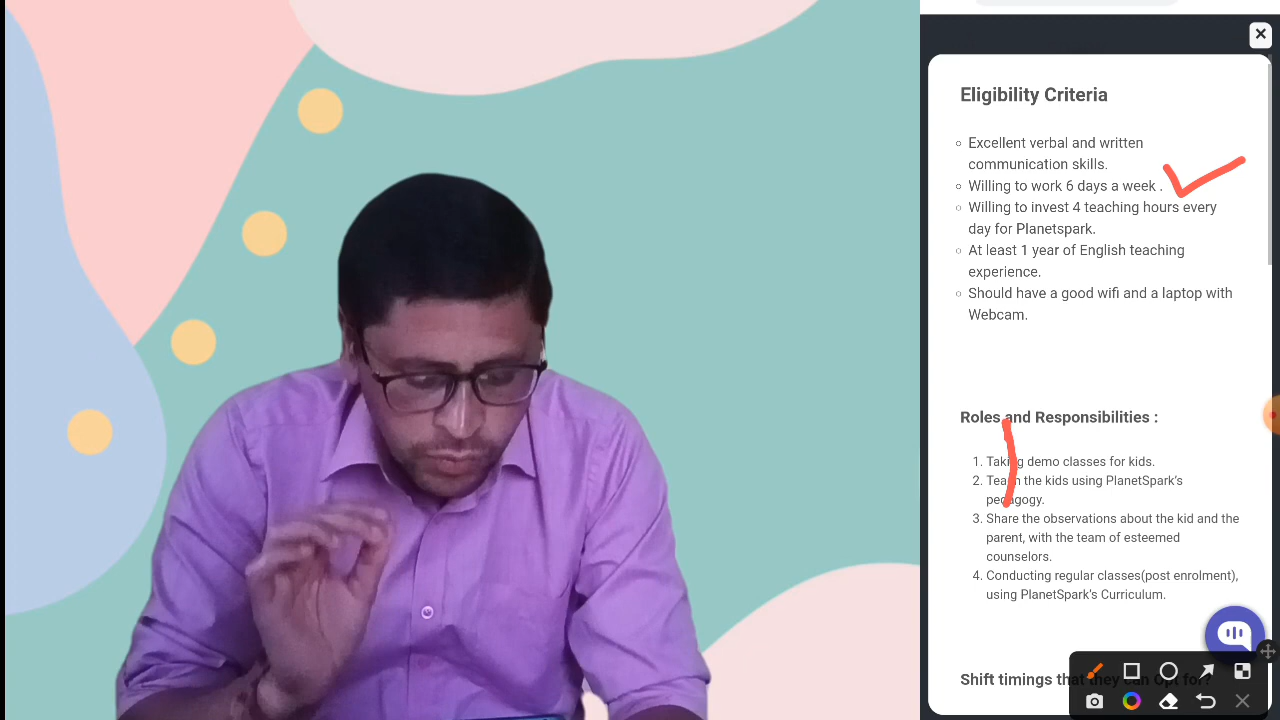 Eligibility Criteria
Excellent verbal and written
communication skills.
Willing to work 6 days a week .
Willing to invest 4 teaching hours every
day for Planetspark.
At least 1 year of English teaching
experience.
Should have a good wifi and a laptop with
Webcam.
Roles and Responsibilities :
1. Taking demo classes for kids.
2. Teach the kids using PlanetSpark's
pedagogy.
3. Share the observations about the kid and the
parent, with the team of esteemed
counselors.
4. Conducting regular classes(post enrolment),
using PlanetSpark's Curriculum.
Shift timings that they can Opt for?